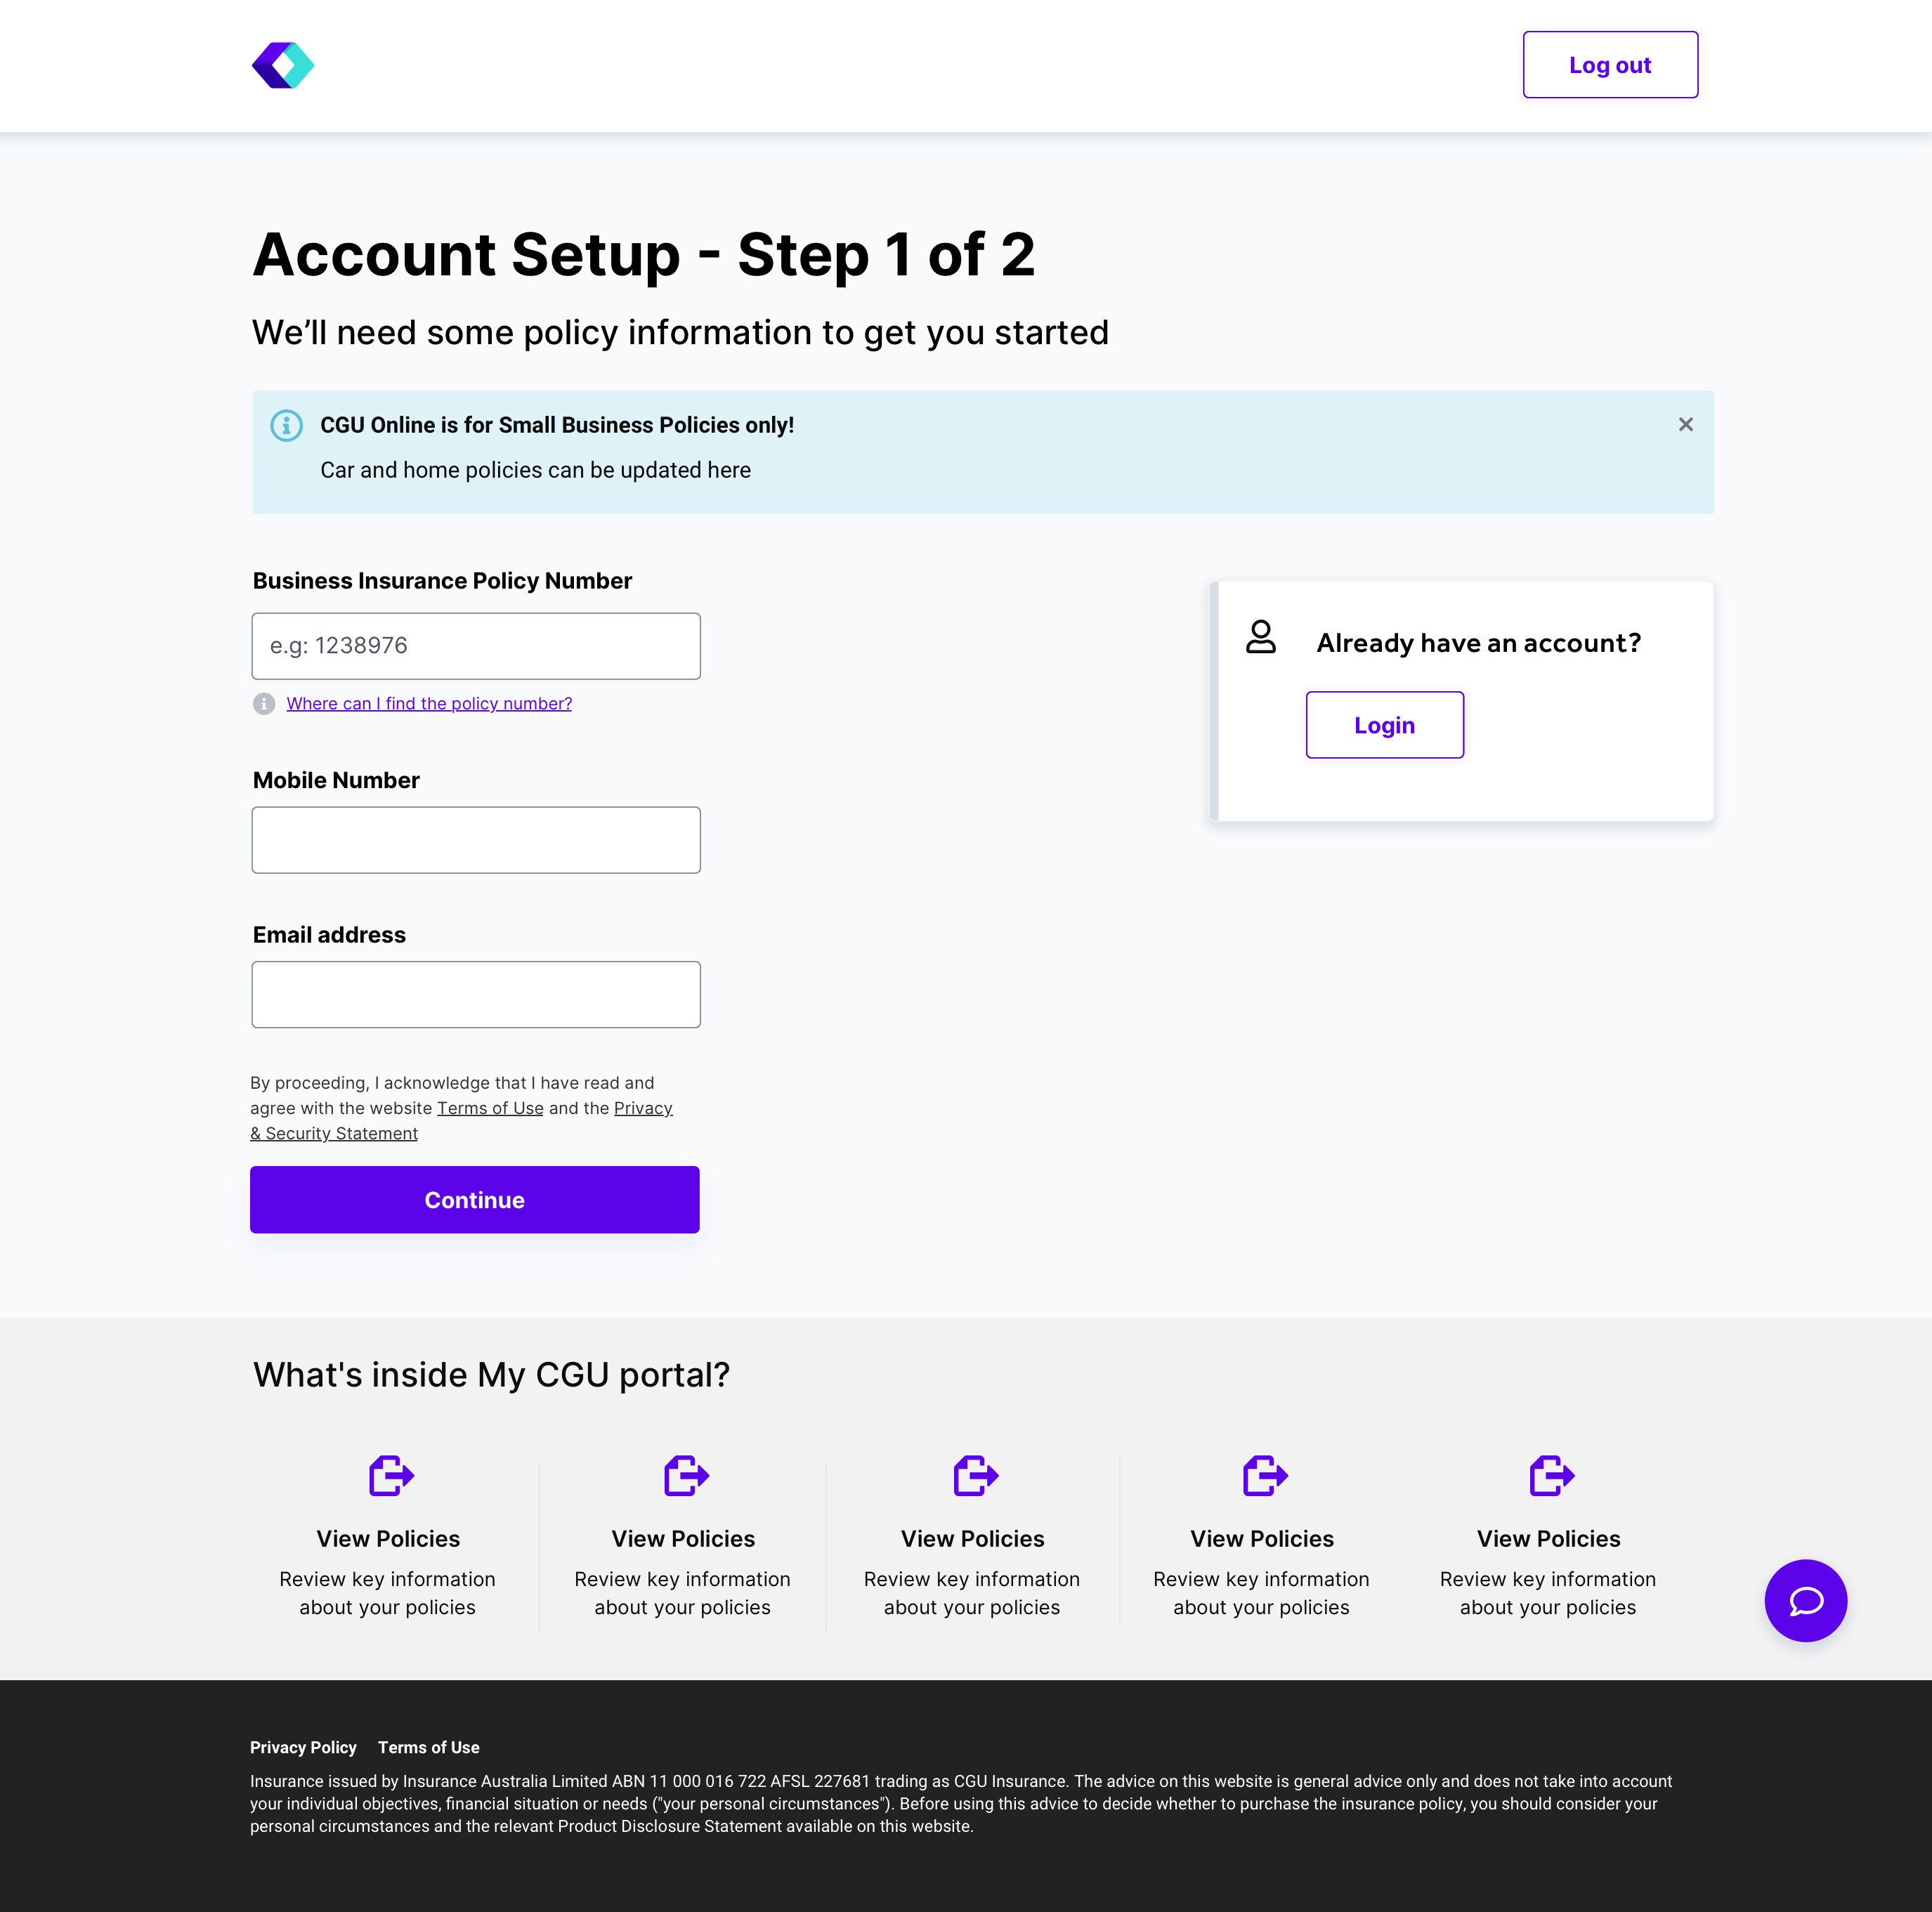 Log out
Account Setup - Step 1 of 2
We’ll need some policy information to get you started
CGU Online is for Small Business Policies only!
Car and home policies can be updated here
Business Insurance Policy Number
e.g: 1238976
Where can I find the policy number?
Already have an account?
Login
Mobile Number
Email address
By proceeding, I acknowledge that I have read and
agree with the website Terms of Use and the Privacy
& Security Statement
Continue
What's inside My CGU portal?
View Policies
Review key information
about your policies
View Policies
Review key information
about your policies
View Policies
Review key information
about your policies
View Policies
Review key information
about your policies
View Policies
Review key information
about your policies
Privacy Policy Terms of Use
Insurance issued by Insurance Australia Limited ABN 11 000 016 722 AFSL 227681 trading as CGU Insurance. The advice on this website is general advice only and does not take into account
your individual objectives, financial situation or needs ("your personal circumstances"). Before using this advice to decide whether to purchase the insurance policy, you should consider your
personal circumstances and the relevant Product Disclosure Statement available on this website.